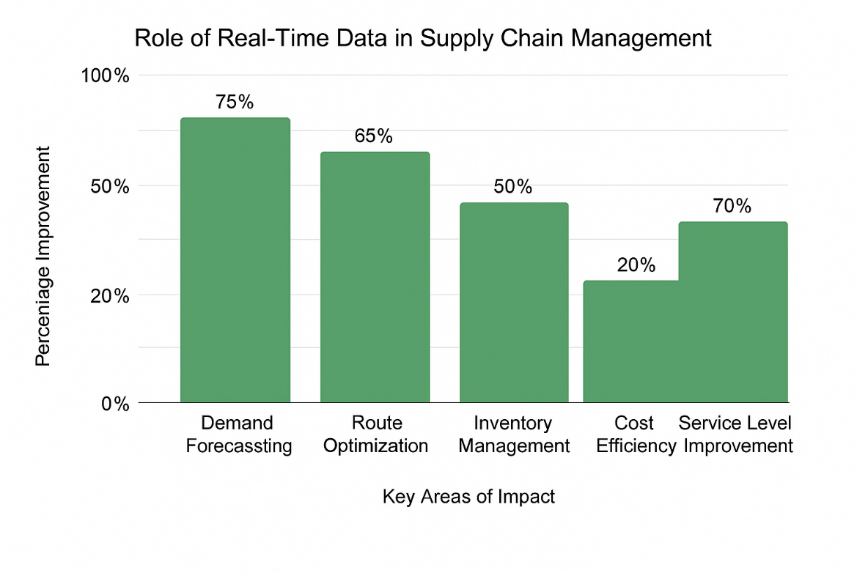 Role of Real-Time Data in Supply Chain Management
Perceniage Improvement
100%
50%
20%
0%
75%
65%
50%
20%
70%
Demand
Forecassting
Route
Optimization
Inventory
Management
Cost
Efficiency
Service Level
Improvement
Key Areas of Impact